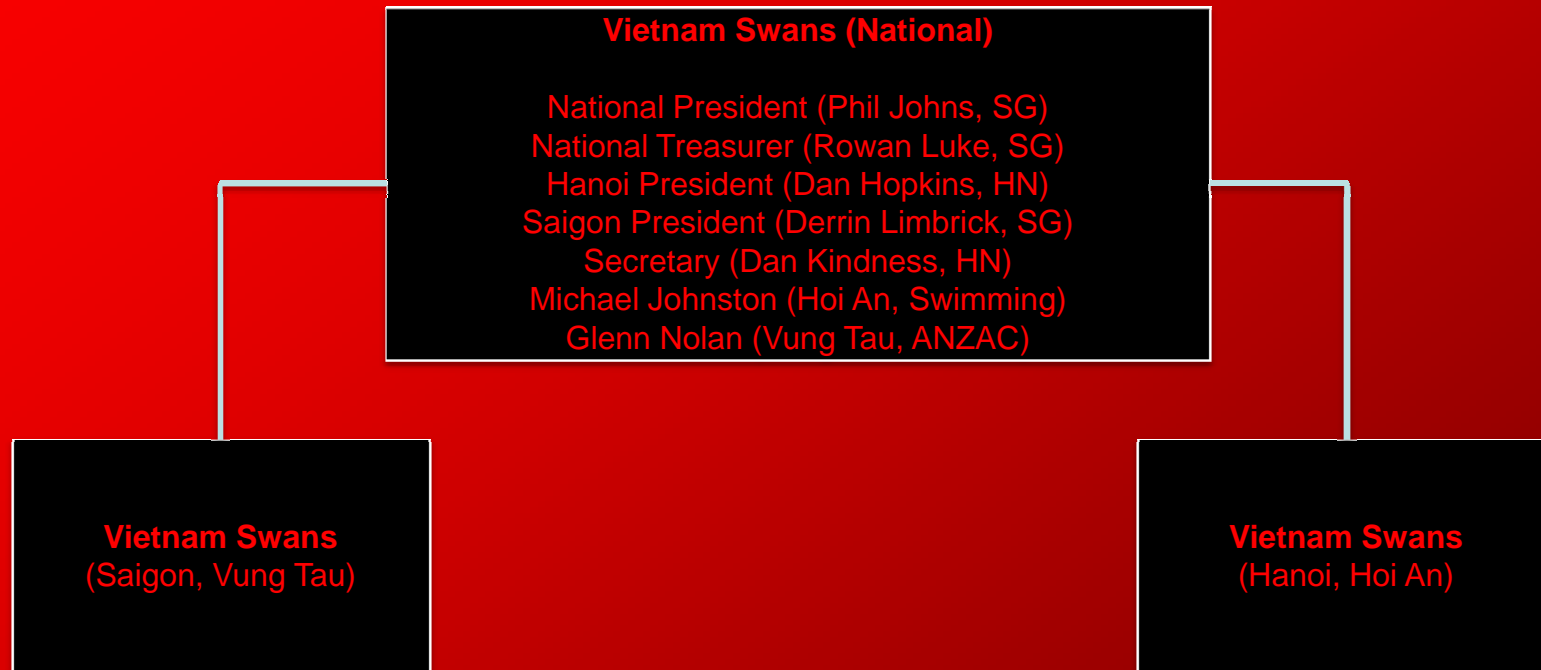 Vietnam Swans (National)
National President (Phil Johns, SG)
National Treasurer (Rowan Luke, SG)
Hanoi President (Dan Hopkins, HN)
Saigon President (Derrin Limbrick, SG)
Secretary (Dan Kindness, HN)
Michael Johnston (Hoi An, Swimming)
Glenn Nolan (Vung Tau, ANZAC)
Vietnam Swans
(Saigon, Vung Tau)
Vietnam Swans
(Hanoi, Hoi An)